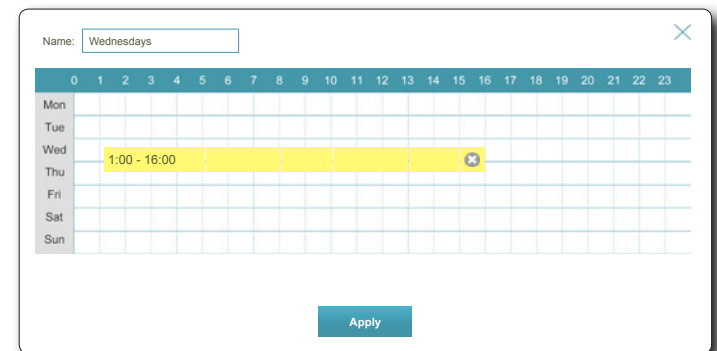 Name: Wednesdays
0 1 2 3 4 5 6 7 8 9 10 11 12 13 14 15 16 17 18 19 20 21 22 23
Mon
Tue
Wed
1:00 - 16:00
Thu
Fri
Sat
Sun
Apply